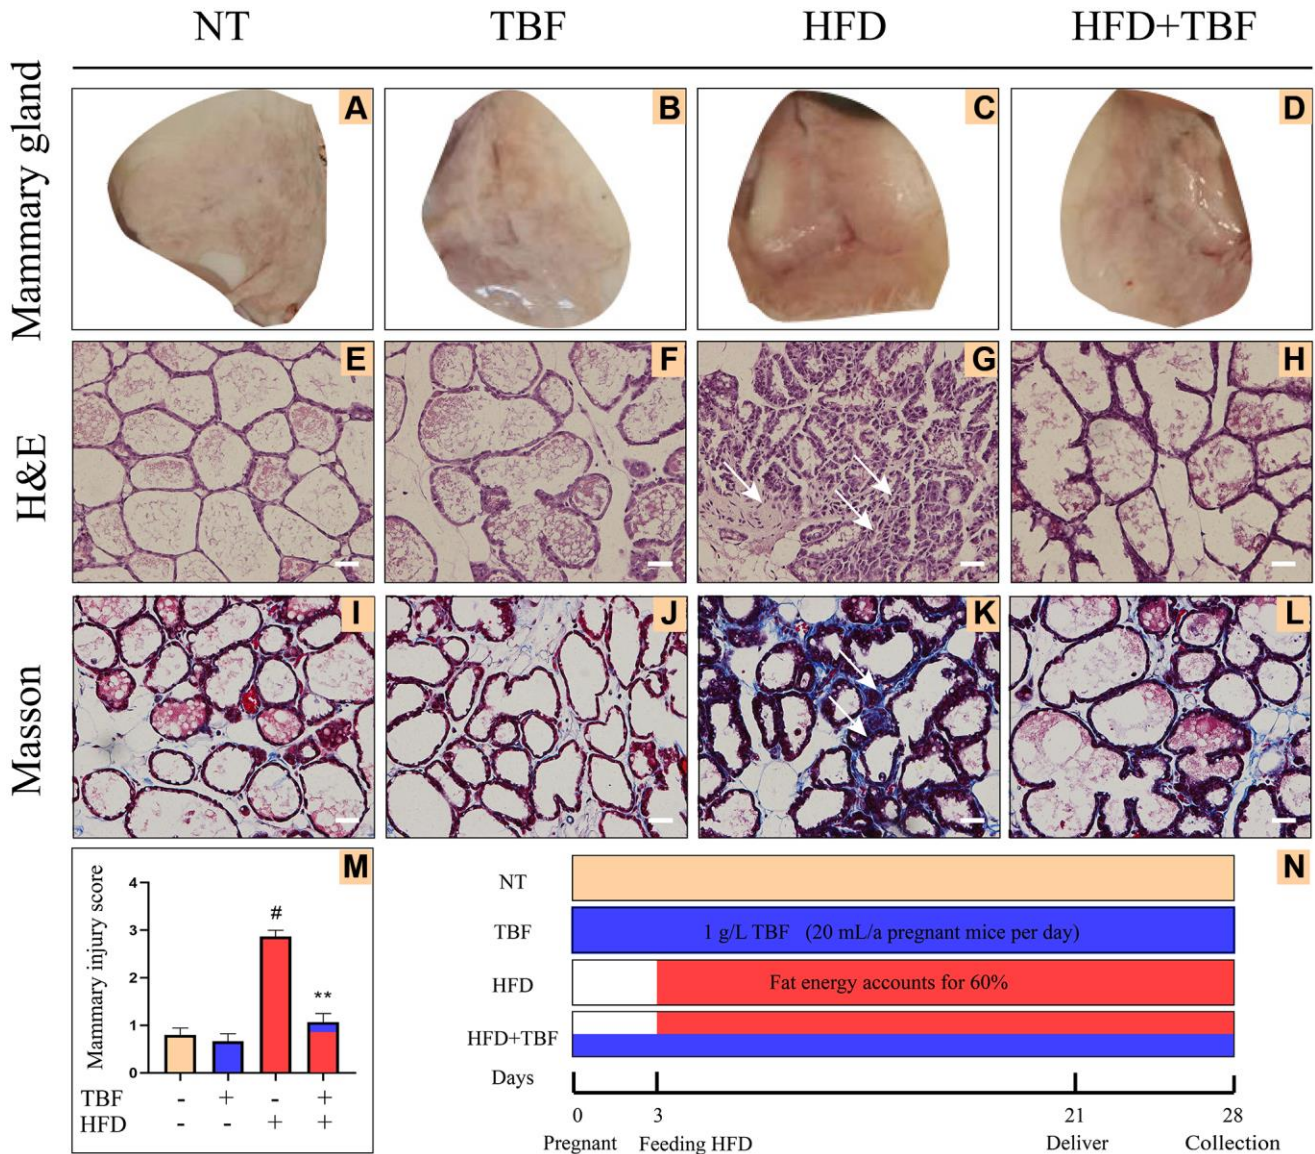 NT TBF HFD HFD+TBF
Mammary gland
A B C D
H&E
E F G H
Masson
I J K L
M
Mammary injury score
4
3
2
1
0
#
**
TBF - + - +
HFD - - + +
N
NT
TBF 1 g/L TBF (20 mL/a pregnant mice per day)
HFD Fat energy accounts for 60%
HFD+TBF
Days
0 3 21 28
Pregnant Feeding HFD Deliver Collection